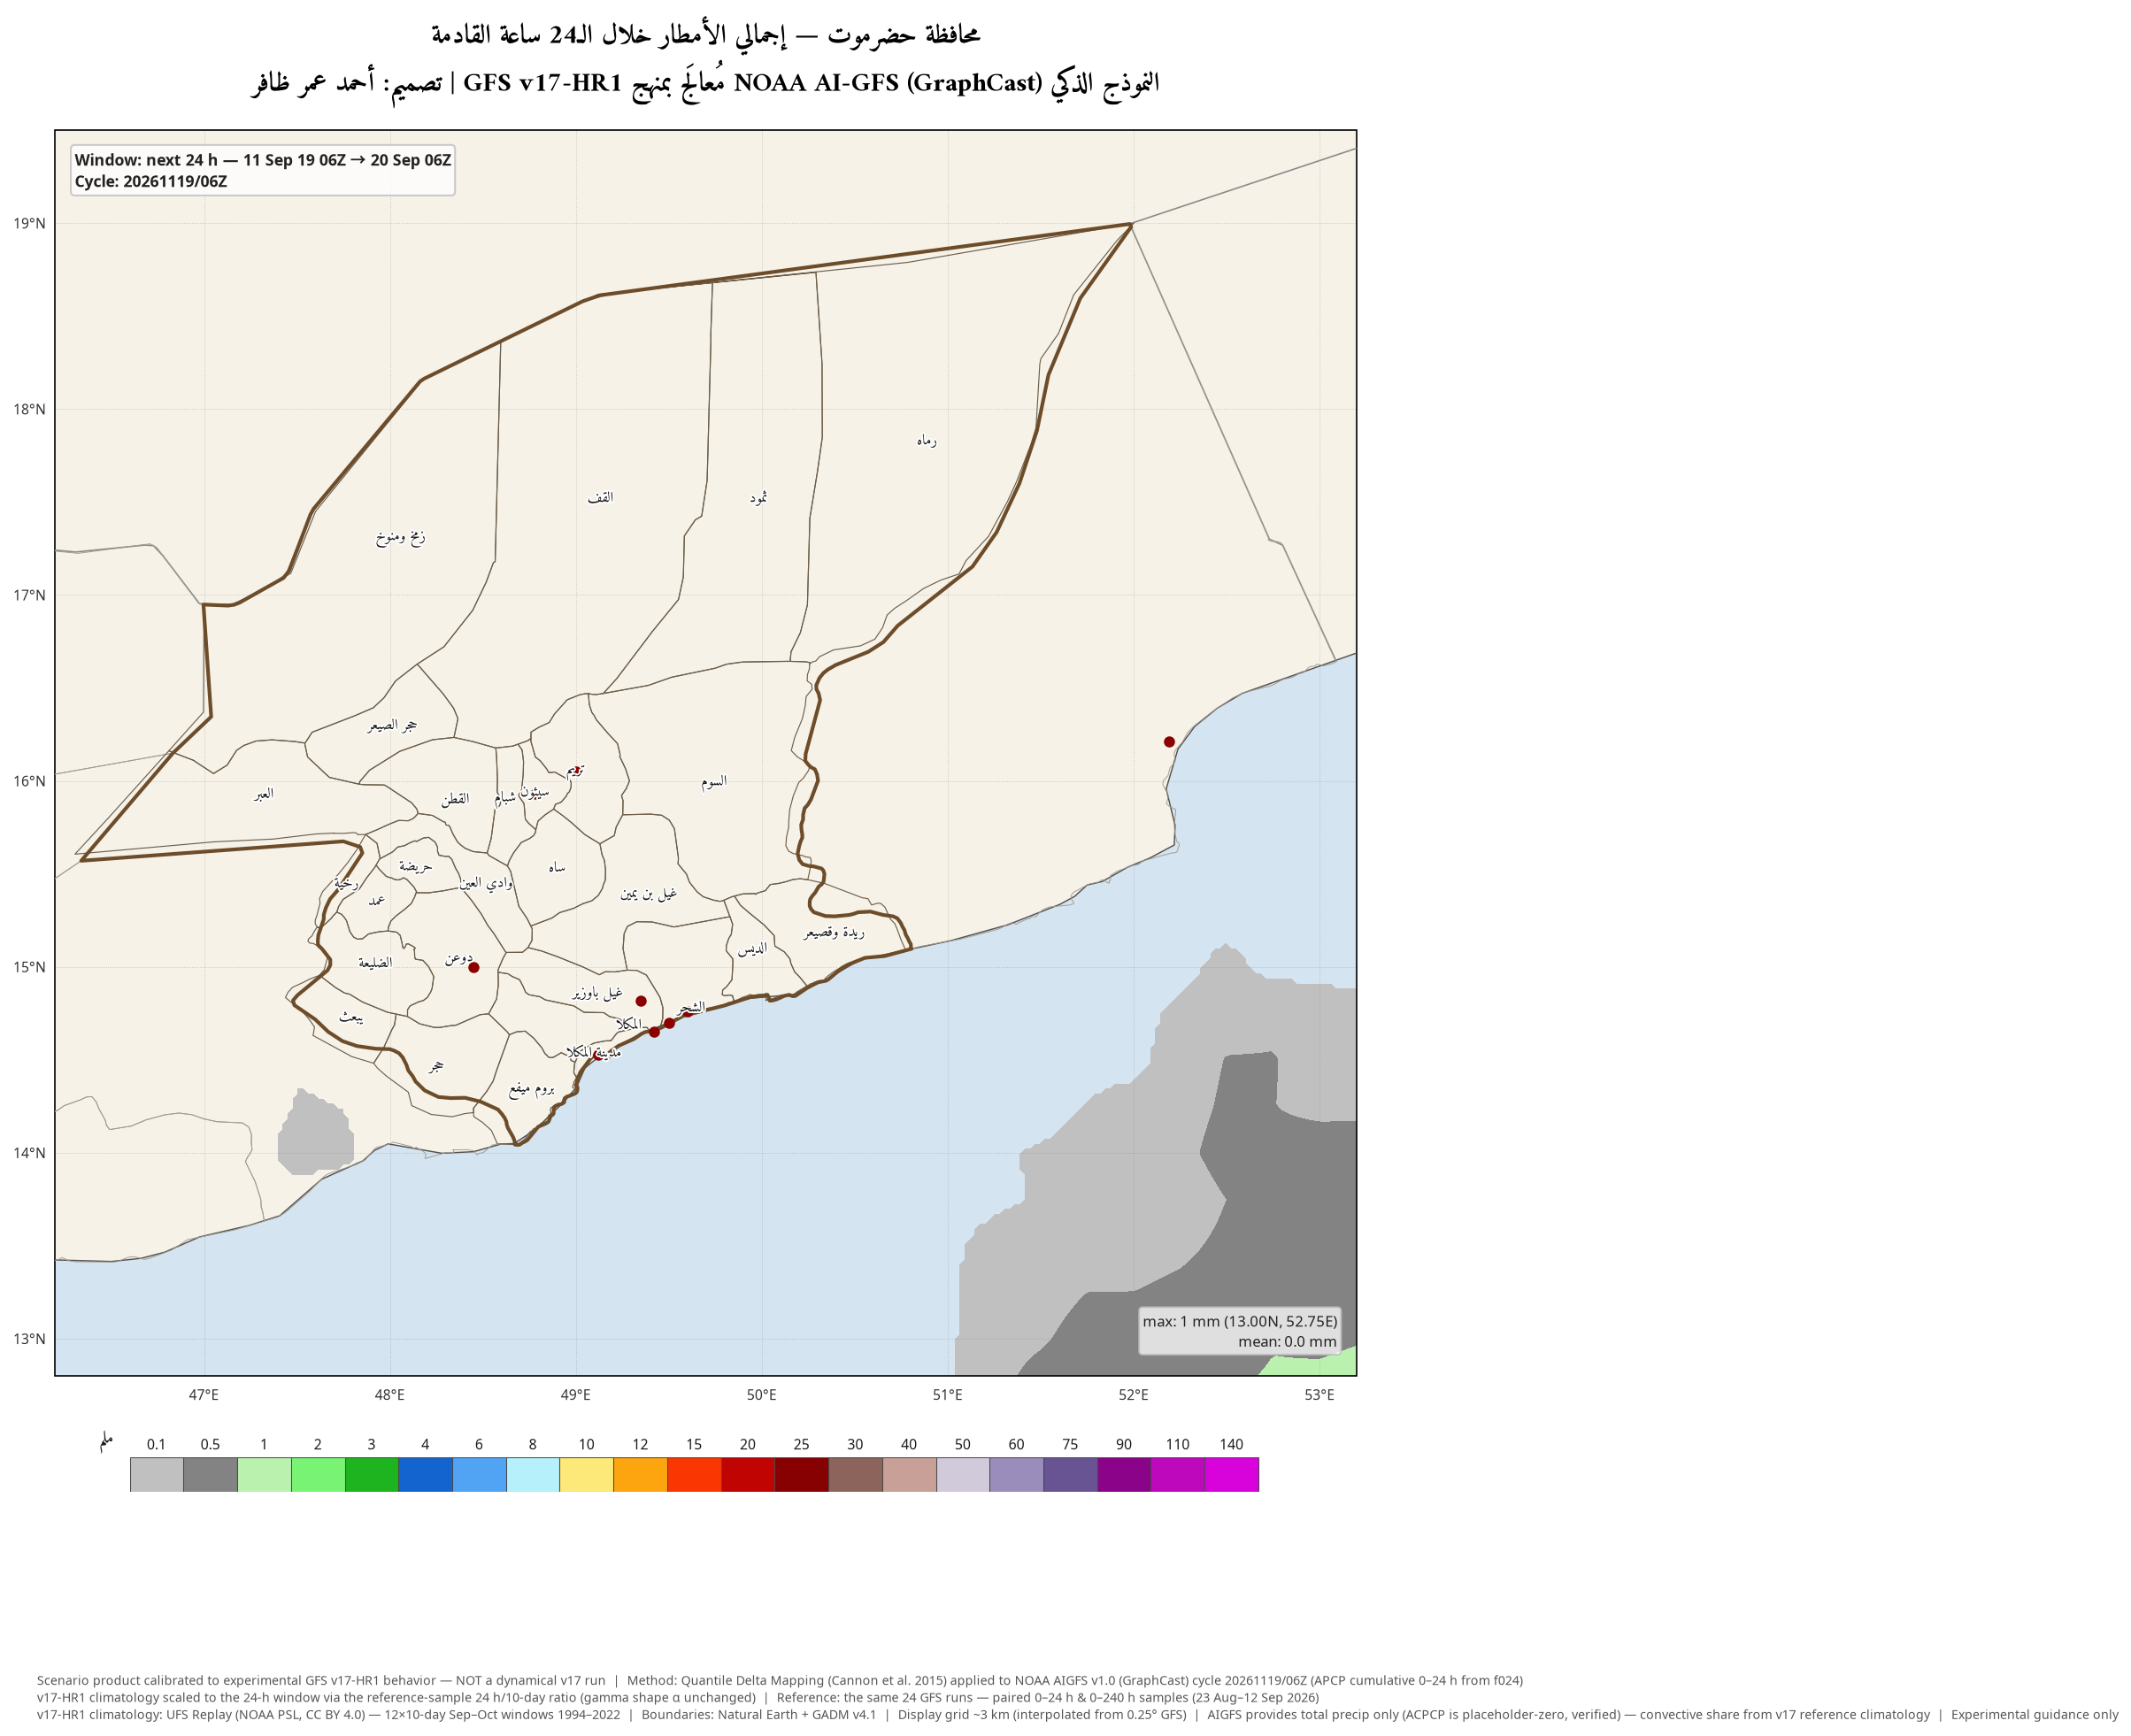 محافظة حضرموت — إجمالي الأمطار خلال الـ24 ساعة القادمة
النموذج الذكي NOAA AI-GFS (GraphCast) مُعالَج بمنهج GFS v17-HR1 | تصميم: أحمد عمر ظافر
Window: next 24 h — 11 Sep 19 06Z → 20 Sep 06Z
Cycle: 20261119/06Z
19°N
18°N
رماه
القف
ثمود
زمخ ومنوخ
17°N
حجر الصيعر
تريم
16°N
السوم
العبر
القطن
شبام
سيئون
حريضة
ساه
رخية
وادي العين
عمد
غيل بن يمين
ريدة وقصيعر
الديس
15°N
الضليعة
دوعن
غيل باوزير
الشحر
يبعث
المكلا
مدينة المكلا
حجر
بروم ميفع
14°N
13°N
max: 1 mm (13.00N, 52.75E)
mean: 0.0 mm
47°E 48°E 49°E 50°E 51°E 52°E 53°E
ملم
0.1 0.5 1 2 3 4 6 8 10 12 15 20 25 30 40 50 60 75 90 110 140
Scenario product calibrated to experimental GFS v17-HR1 behavior — NOT a dynamical v17 run | Method: Quantile Delta Mapping (Cannon et al. 2015) applied to NOAA AIGFS v1.0 (GraphCast) cycle 20261119/06Z (APCP cumulative 0–24 h from f024)
v17-HR1 climatology scaled to the 24-h window via the reference-sample 24 h/10-day ratio (gamma shape α unchanged) | Reference: the same 24 GFS runs — paired 0–24 h & 0–240 h samples (23 Aug–12 Sep 2026)
v17-HR1 climatology: UFS Replay (NOAA PSL, CC BY 4.0) — 12×10-day Sep–Oct windows 1994–2022 | Boundaries: Natural Earth + GADM v4.1 | Display grid ~3 km (interpolated from 0.25° GFS) | AIGFS provides total precip only (ACPCP is placeholder-zero, verified) — convective share from v17 reference climatology | Experimental guidance only